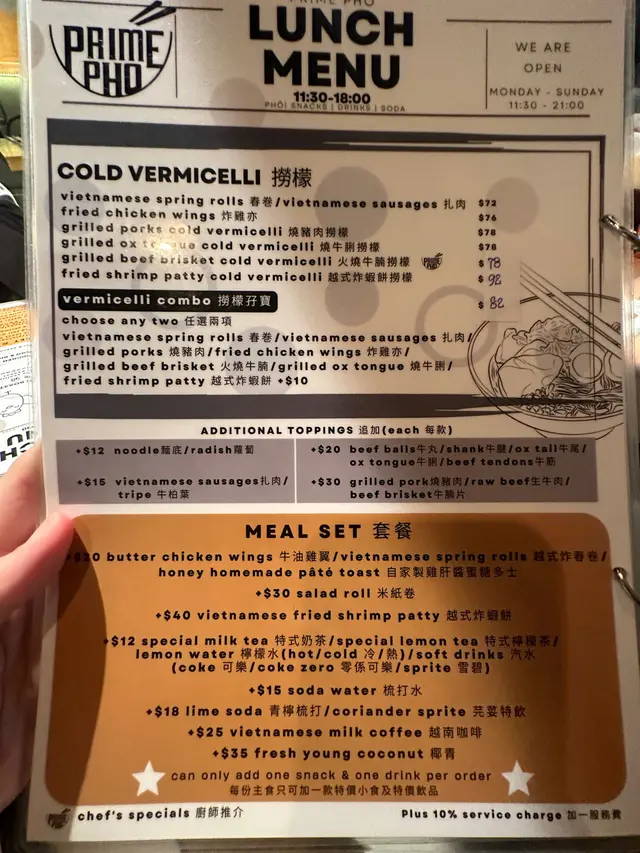 PRIME PHO
PRIME PHO
LUNCH
MENU
11:30-18:00
PHỞ| SNACKS | DRINKS | SODA
WE ARE
OPEN
MONDAY - SUNDAY
11:30 - 21:00
COLD VERMICELLI 撈檬
vietnamese spring rolls 春卷/vietnamese sausages 扎肉 $72
fried chicken wings 炸雞亦 $76
grilled porks cold vermicelli 燒豬肉撈檬 $78
grilled ox tongue cold vermicelli 燒牛脷撈檬 $78
grilled beef brisket cold vermicelli 火燒牛腩撈檬 $78
fried shrimp patty cold vermicelli 越式炸蝦餅撈檬 $92
vermicelli combo 撈檬孖寶 $82
choose any two 任選兩項
vietnamese spring rolls 春卷/vietnamese sausages 扎肉/
grilled porks 燒豬肉/fried chicken wings 炸雞亦/
grilled beef brisket 火燒牛腩/grilled ox tongue 燒牛脷/
fried shrimp patty 越式炸蝦餅 +$10
ADDITIONAL TOPPINGS 追加(each 每款)
+$12 noodle麵底/radish蘿蔔
+$15 vietnamese sausages扎肉/
tripe 牛柏葉
+$20 beef balls牛丸/shank牛腱/ox tail牛尾/
ox tongue牛脷/beef tendons牛筋
+$30 grilled pork燒豬肉/raw beef生牛肉/
beef brisket牛腩片
MEAL SET 套餐
+$20 butter chicken wings 牛油雞翼/vietnamese spring rolls 越式炸春卷/
honey homemade pâté toast 自家製雞肝醬蜜糖多士
+$30 salad roll 米紙卷
+$40 vietnamese fried shrimp patty 越式炸蝦餅
+$12 special milk tea 特式奶茶/special lemon tea 特式檸檬茶/
lemon water 檸檬水(hot/cold 冷/熱)/soft drinks 汽水
(coke 可樂/coke zero 零係可樂/sprite 雪碧)
+$15 soda water 梳打水
+$18 lime soda 青檸梳打/coriander sprite 芫荽特飲
+$25 vietnamese milk coffee 越南咖啡
+$35 fresh young coconut 椰青
can only add one snack & one drink per order
每份主食只可加一款特價小食及特價飲品
chef's specials 廚師推介
Plus 10% service charge 加一服務費